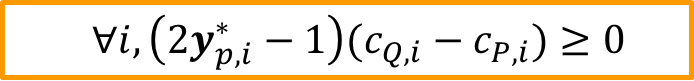 ∀i, (2𝒚*ₚ,ᵢ − 1)(c_{Q,i} − c_{P,i}) ≥ 0